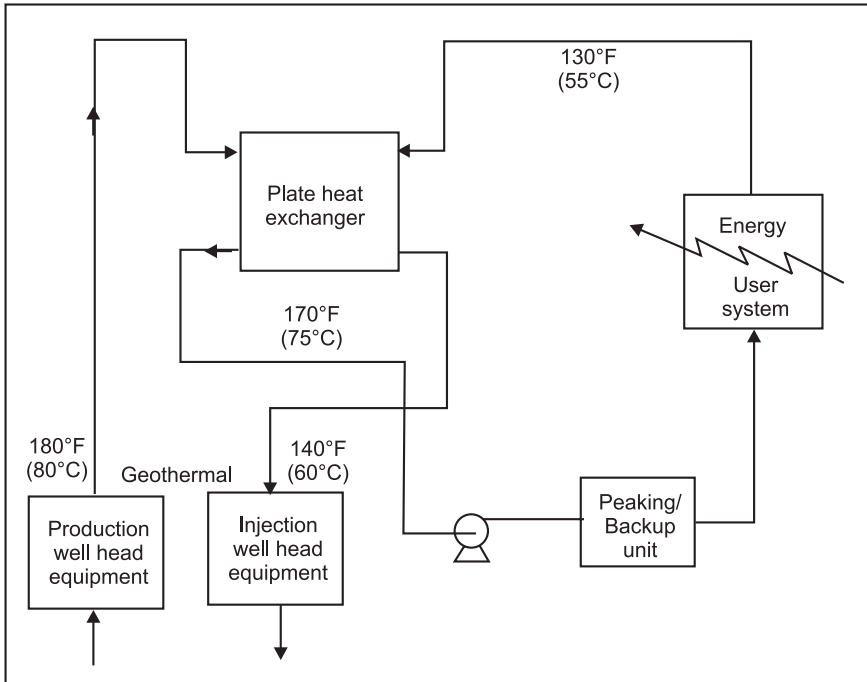 130°F
(55°C)
Plate heat
exchanger
Energy
User
system
170°F
(75°C)
180°F
(80°C)
Geothermal
140°F
(60°C)
Production
well head
equipment
Injection
well head
equipment
Peaking/
Backup
unit